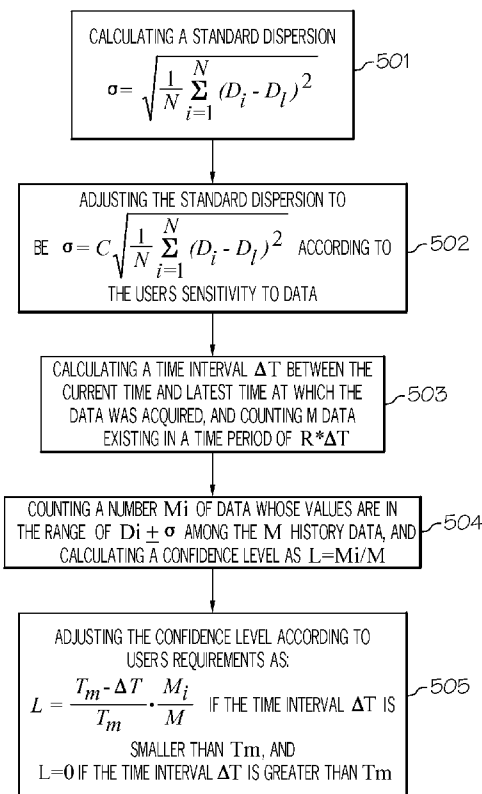 CALCULATING A STANDARD DISPERSION
σ= √(1/N Σ_{i=1}^{N} (D_i - D_l)^2)
501
ADJUSTING THE STANDARD DISPERSION TO
BE σ=C√(1/N Σ_{i=1}^{N} (D_i - D_l)^2) ACCORDING TO
502
THE USERS SENSITIVITY TO DATA
CALCULATING A TIME INTERVAL ΔT BETWEEN THE
CURRENT TIME AND LATEST TIME AT WHICH THE
DATA WAS ACQUIRED, AND COUNTING M DATA
EXISTING IN A TIME PERIOD OF R*ΔT
503
COUNTING A NUMBER Mi OF DATA WHOSE VALUES ARE IN
THE RANGE OF Di ± σ AMONG THE M HISTORY DATA, AND
CALCULATING A CONFIDENCE LEVEL AS L=Mi/M
504
ADJUSTING THE CONFIDENCE LEVEL ACCORDING TO
USERS REQUIREMENTS AS:
L = (T_m - ΔT)/T_m · M_i/M IF THE TIME INTERVAL ΔT IS
505
SMALLER THAN Tm, AND
L=0 IF THE TIME INTERVAL ΔT IS GREATER THAN Tm